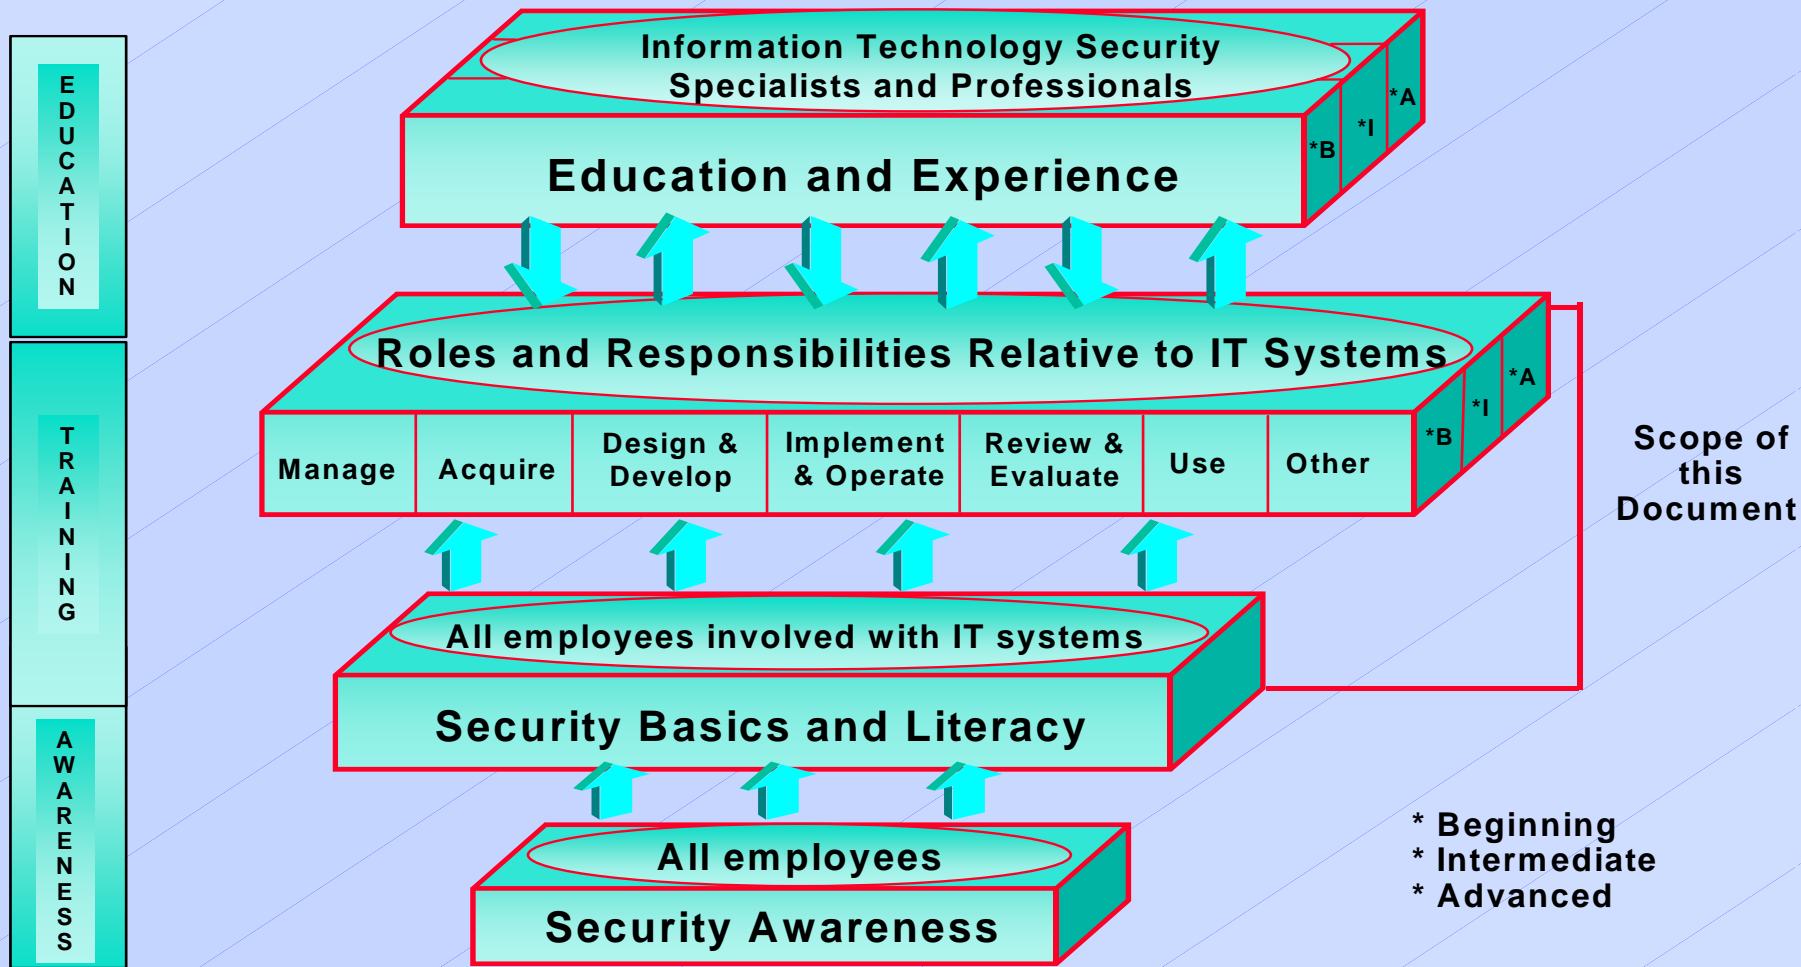 EDUCATION
Information Technology Security
Specialists and Professionals
*B
*I
*A
Education and Experience
TRAINING
Roles and Responsibilities Relative to IT Systems
Manage
Acquire
Design &
Develop
Implement
& Operate
Review &
Evaluate
Use
Other
*B
*I
*A
Scope of
this
Document
All employees involved with IT systems
Security Basics and Literacy
AWARENESS
All employees
Security Awareness
* Beginning
* Intermediate
* Advanced